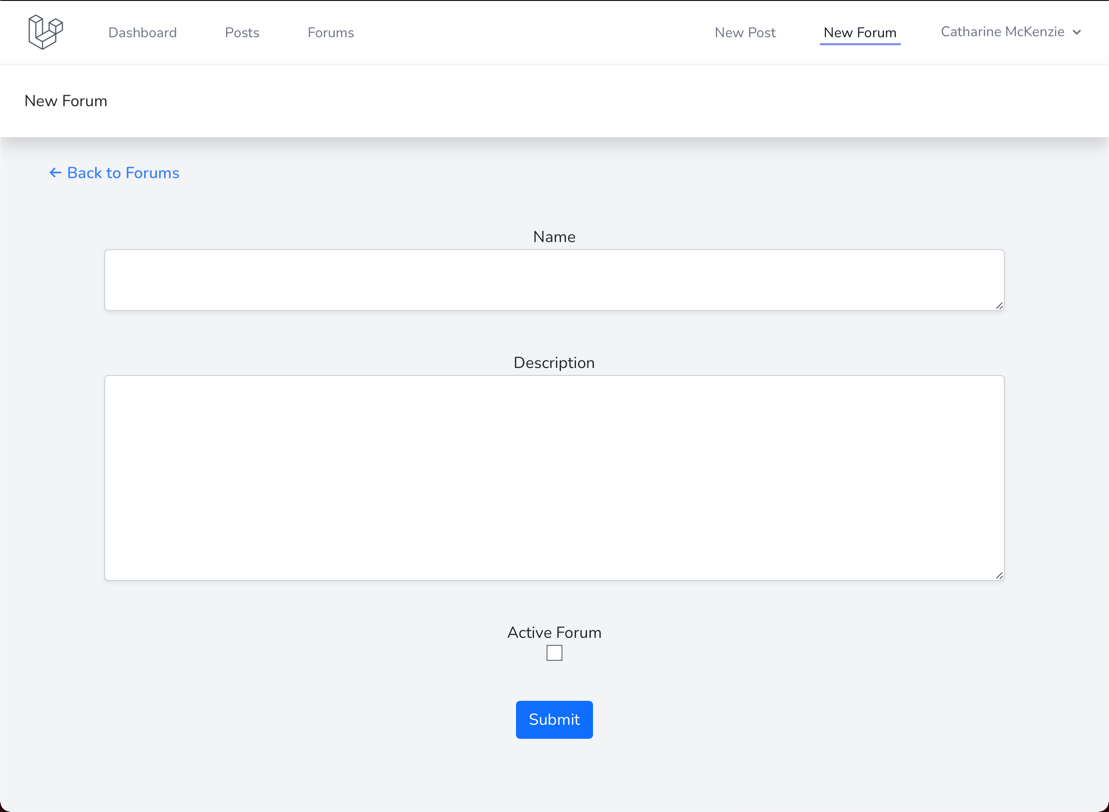 Dashboard Posts Forums New Post New Forum Catharine McKenzie
New Forum
← Back to Forums
Name
Description
Active Forum
Submit